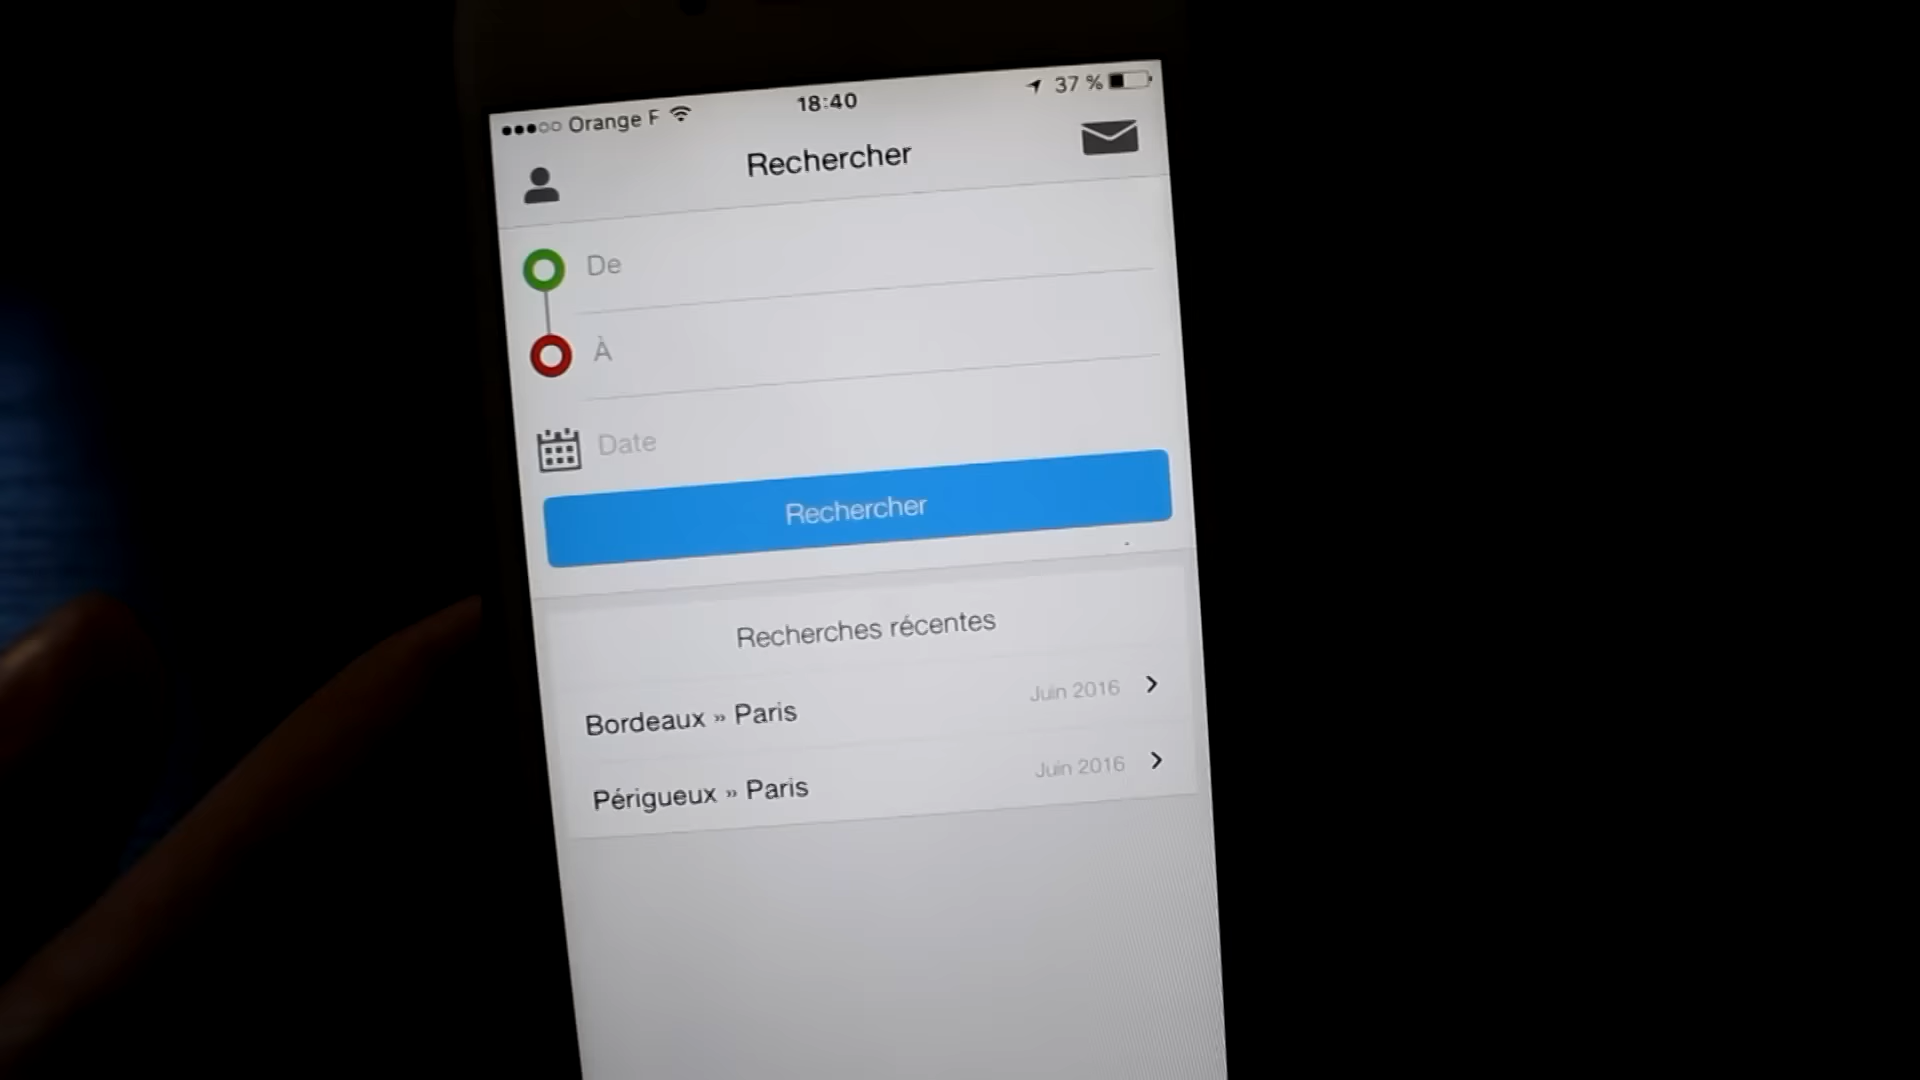 Orange F 18:40 37 %
Rechercher
De
À
Date
Rechercher
Recherches récentes
Bordeaux » Paris Juin 2016
Périgueux » Paris Juin 2016